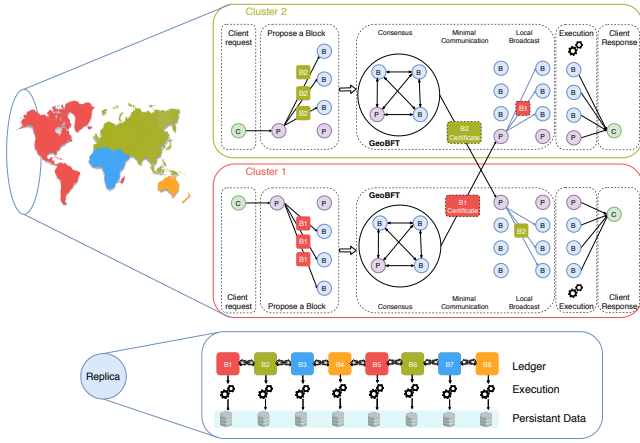 Cluster 2
Client
request
Propose a Block
Consensus
Minimal
Communication
Local
Broadcast
Execution
Client
Response
B
B2
B
B2
B2
B
C
P
P
B
B
P
B
GeoBFT
B2
Certificate
B
B
B1
B
B
B
B
P
P
B
B
B
P
C
Cluster 1
C
P
P
B1
B
B1
B
B1
B
GeoBFT
B
B
P
B
B1
Certificate
P
P
B
B
B2
B
B
B
B
P
B
B
B
C
Client
request
Propose a Block
Consensus
Minimal
Communication
Local
Broadcast
Execution
Client
Response
Replica
B1
B2
B3
B4
B5
B6
B7
B8
Ledger
Execution
Persistant Data